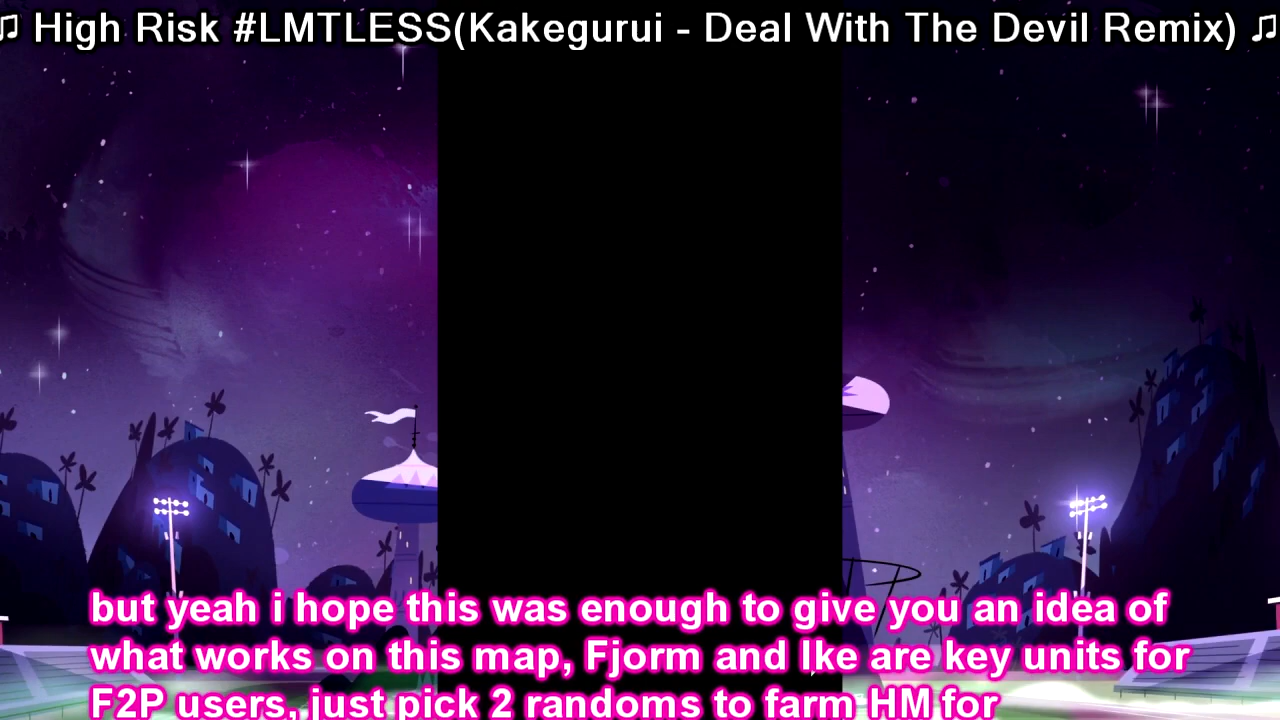 ♫ High Risk #LMTLESS(Kakegurui - Deal With The Devil Remix) ♫
but yeah i hope this was enough to give you an idea of
what works on this map, Fjorm and Ike are key units for
F2P users, just pick 2 randoms to farm HM for